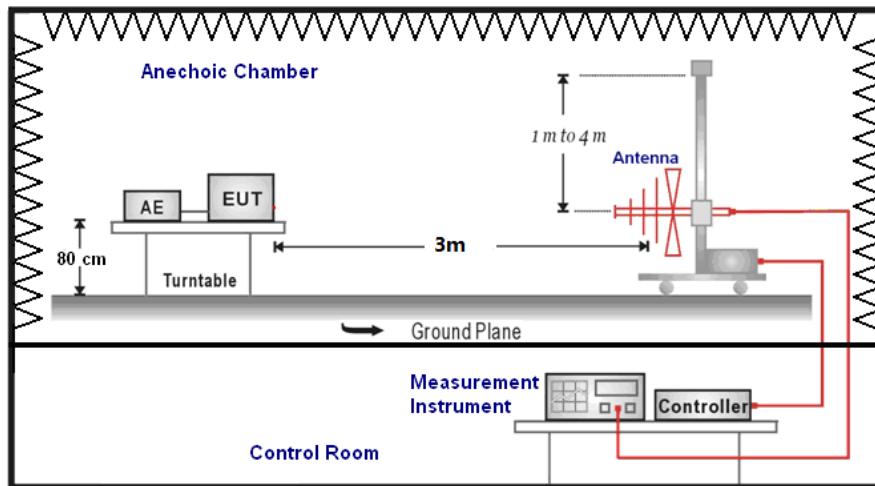 Anechoic Chamber
1 m to 4 m
Antenna
AE
EUT
3m
80 cm
Turntable
Ground Plane
Measurement
Instrument
Controller
Control Room